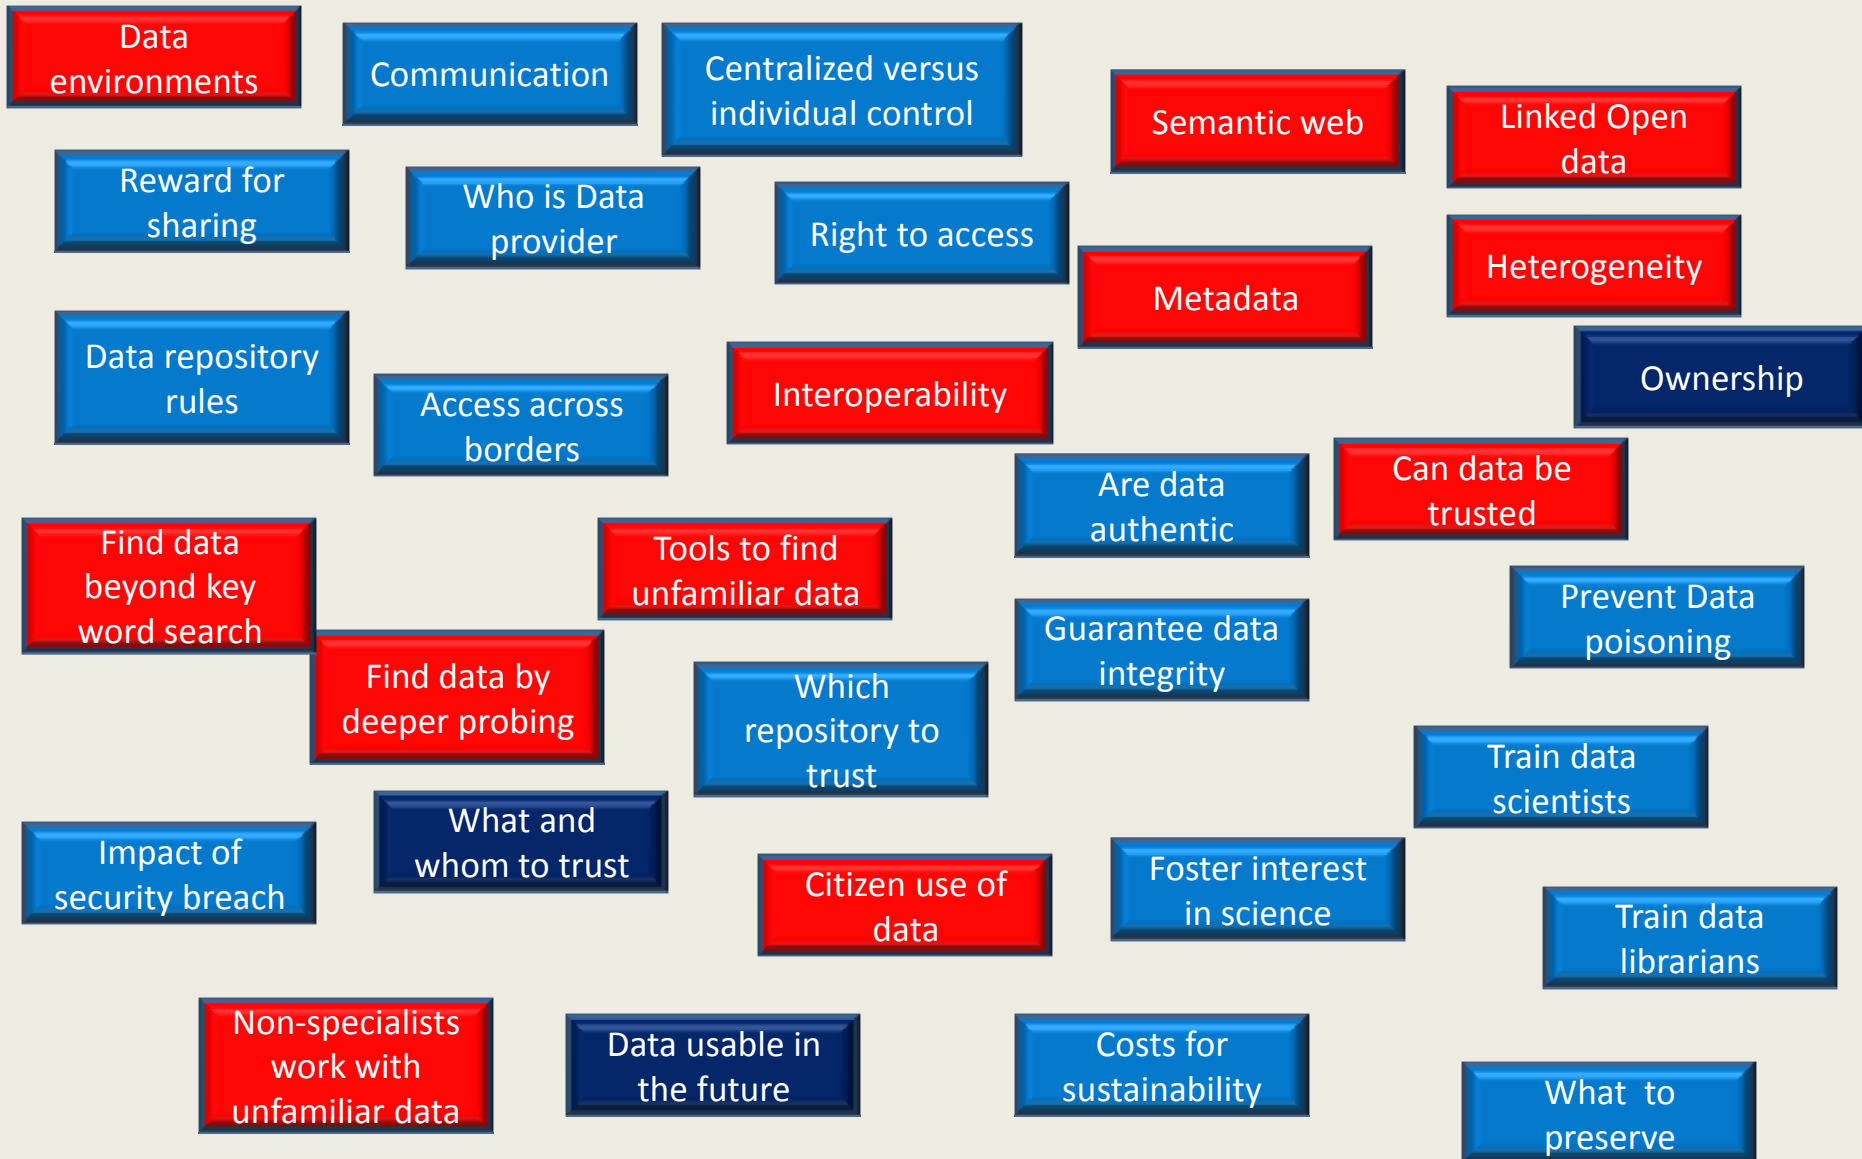 Data
environments
Communication
Centralized versus
individual control
Semantic web
Linked Open
data
Reward for
sharing
Who is Data
provider
Right to access
Metadata
Heterogeneity
Data repository
rules
Access across
borders
Interoperability
Ownership
Are data
authentic
Can data be
trusted
Find data
beyond key
word search
Tools to find
unfamiliar data
Guarantee data
integrity
Prevent Data
poisoning
Find data by
deeper probing
Which
repository to
trust
Train data
scientists
Impact of
security breach
What and
whom to trust
Citizen use of
data
Foster interest
in science
Train data
librarians
Non-specialists
work with
unfamiliar data
Data usable in
the future
Costs for
sustainability
What to
preserve